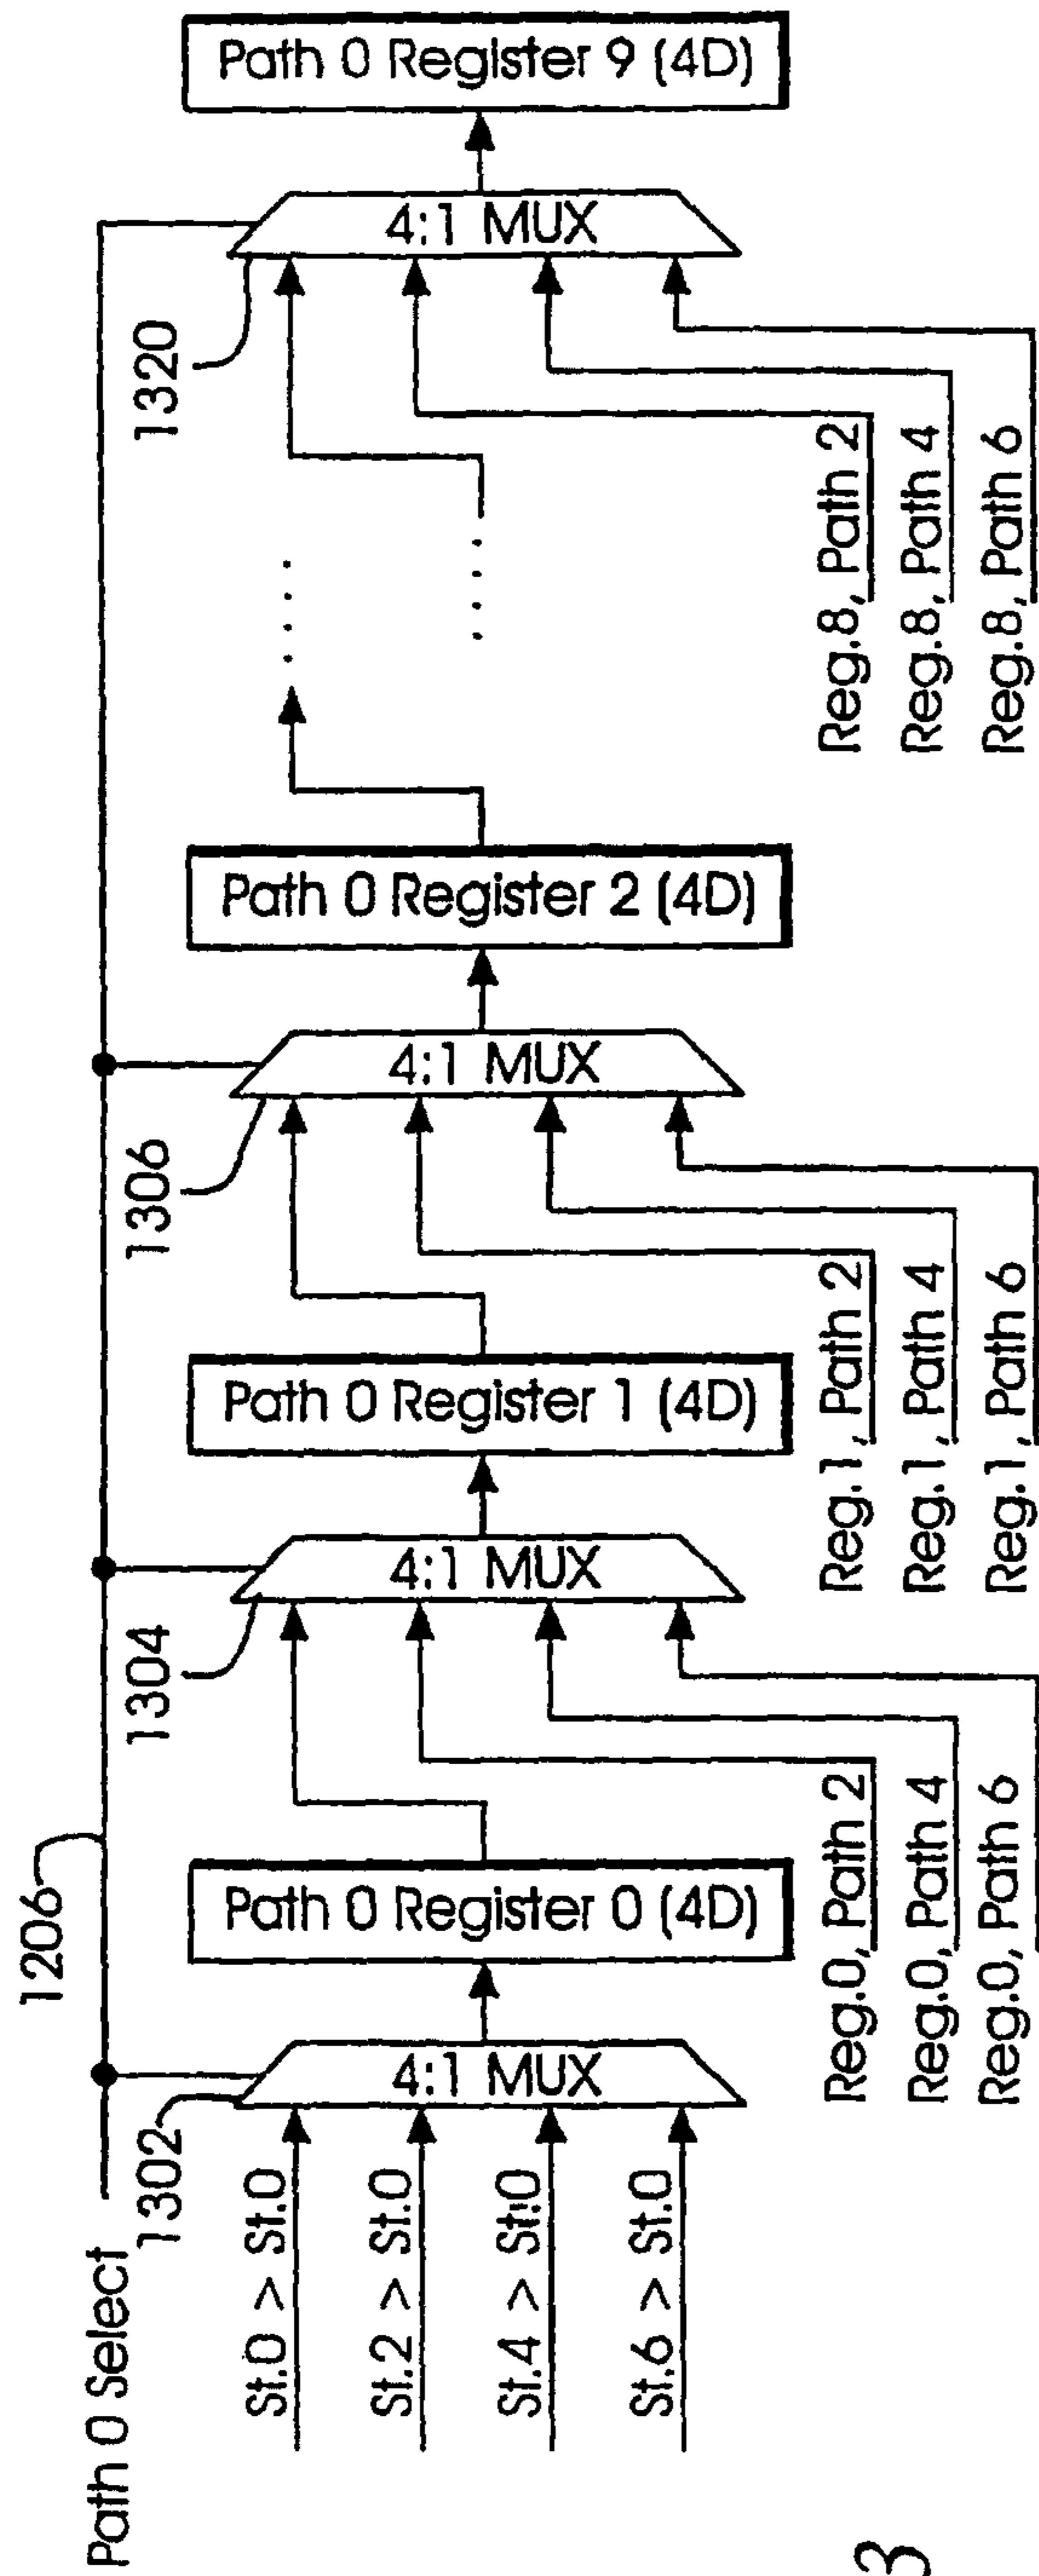 Path 0 Select
1206
1302
1304
1306
1320
St.0 > St.0
St.2 > St.0
St.4 > St.0
St.6 > St.0
4:1 MUX
Path 0 Register 0 (4D)
Reg.0, Path 2
Reg.0, Path 4
Reg.0, Path 6
4:1 MUX
Path 0 Register 1 (4D)
Reg.1, Path 2
Reg.1, Path 4
Reg.1, Path 6
4:1 MUX
Path 0 Register 2 (4D)
. . . .
. . . .
Reg.8, Path 2
Reg.8, Path 4
Reg.8, Path 6
4:1 MUX
Path 0 Register 9 (4D)
3